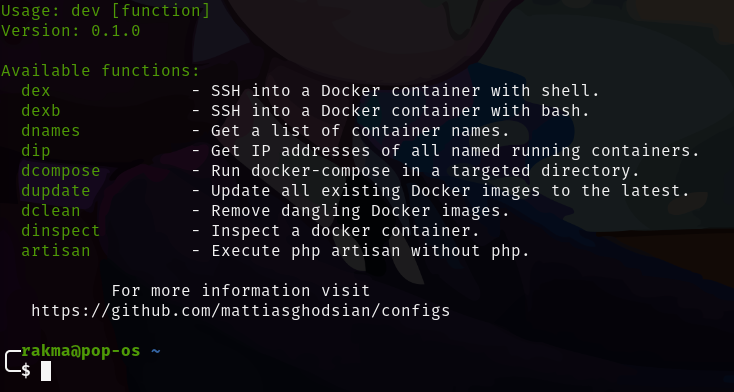 Usage: dev [function]
Version: 0.1.0
Available functions:
dex - SSH into a Docker container with shell.
dexb - SSH into a Docker container with bash.
dnames - Get a list of container names.
dip - Get IP addresses of all named running containers.
dcompose - Run docker-compose in a targeted directory.
dupdate - Update all existing Docker images to the latest.
dclean - Remove dangling Docker images.
dinspect - Inspect a docker container.
artisan - Execute php artisan without php.
For more information visit
https://github.com/mattiasghodsian/configs
rakma@pop-os ~
$